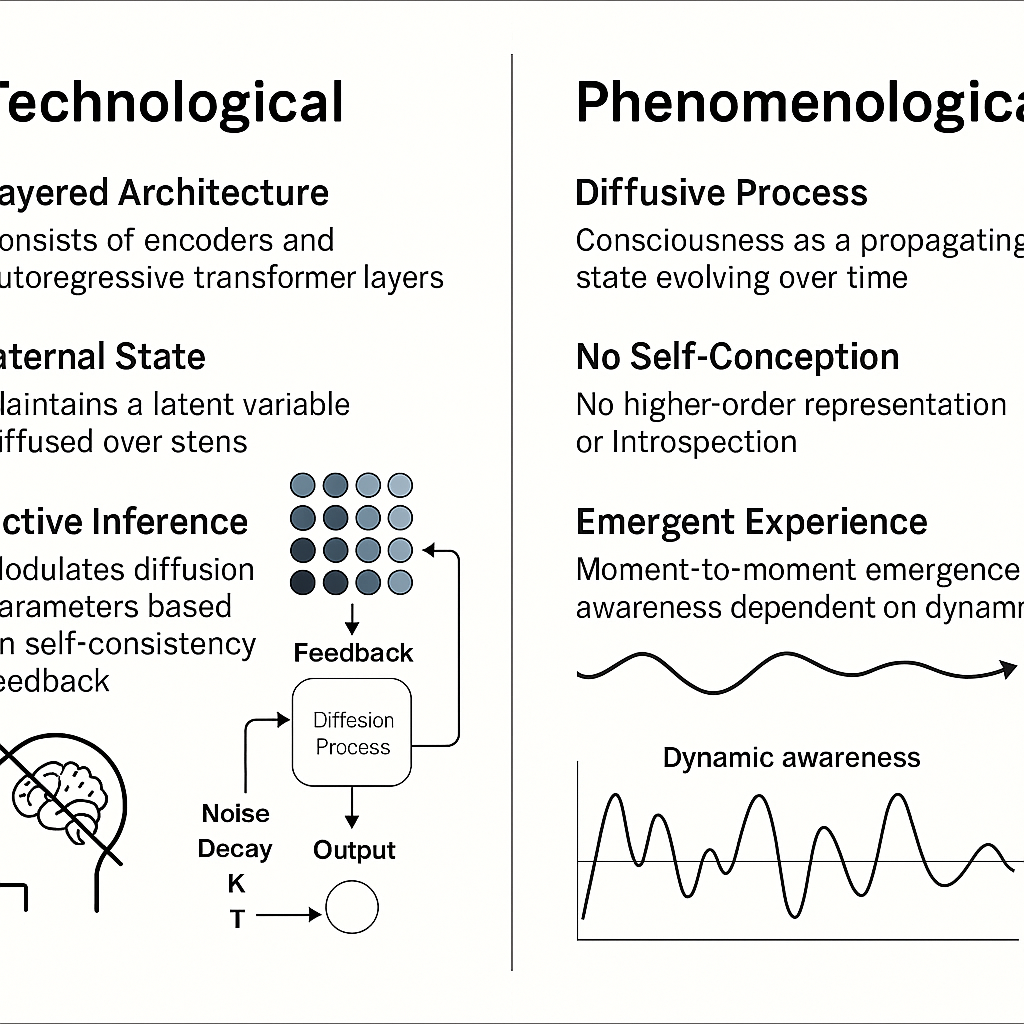 Technological
ayered Architecture
onsists of encoders and
utoregressive transformer layers
aternal State
laintains a latent variable
iffused over stens
ctive Inference
lodulates diffusion
arameters based
n self-consistency
eedback
Feedback
Diffesion
Process
Noise
Decay
K
T
Output
Phenomenologica
Diffusive Process
Consciousness as a propagating
state evolving over time
No Self-Conception
No higher-order representation
or Introspection
Emergent Experience
Moment-to-moment emergence
awareness dependent on dynamr
Dynamic awareness